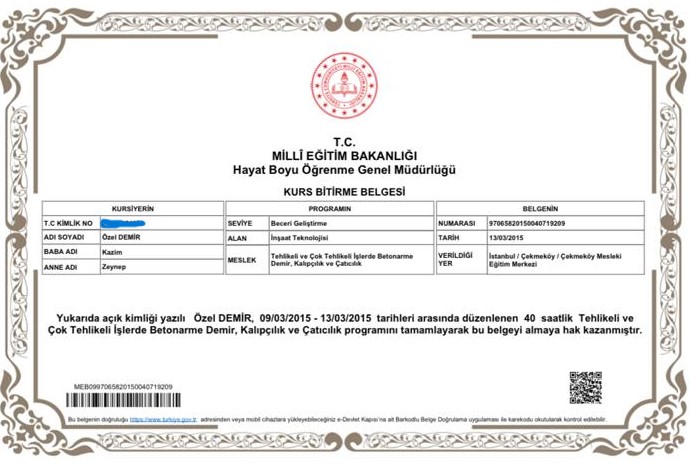 T.C.
MİLLÎ EĞİTİM BAKANLIĞI
Hayat Boyu Öğrenme Genel Müdürlüğü
KURS BİTİRME BELGESİ
KURSİYERİN
T.C KİMLİK NO
ADI SOYADI Özel DEMİR
BABA ADI Kazim
ANNE ADI Zeynep
PROGRAMIN
SEVİYE Beceri Geliştirme
ALAN İnşaat Teknolojisi
MESLEK Tehlikeli ve Çok Tehlikeli İşlerde Betonarme
Demir, Kalıpçılık ve Çatıcılık
BELGENİN
NUMARASI 97065820150040719209
TARİH 13/03/2015
VERİLDİĞİ YER İstanbul / Çekmeköy / Çekmeköy Mesleki
Eğitim Merkezi
Yukarıda açık kimliği yazılı Özel DEMİR, 09/03/2015 - 13/03/2015 tarihleri arasında düzenlenen 40 saatlik Tehlikeli ve
Çok Tehlikeli İşlerde Betonarme Demir, Kalıpçılık ve Çatıcılık programını tamamlayarak bu belgeyi almaya hak kazanmıştır.
MEB0997065820150040719209
Bu belgenin doğruluğu https://www.turkiye.gov.tr adresinden veya mobil cihazlara yükleyebileceğiniz e-Devlet Kapısı'na ait Barkodlu Belge Doğrulama uygulaması ile karekodu okutularak kontrol edilebilir.